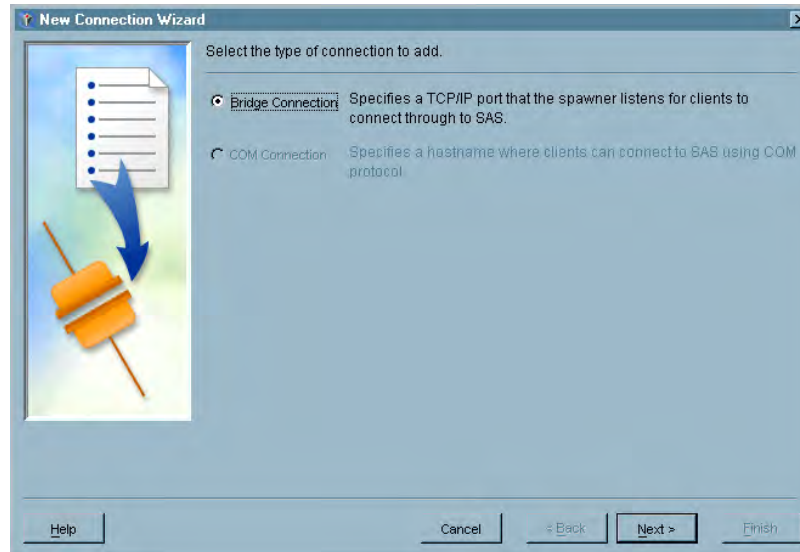 New Connection Wizard
Select the type of connection to add.
Bridge Connection
Specifies a TCP/IP port that the spawner listens for clients to
connect through to SAS.
COM Connection
Specifies a hostname where clients can connect to SAS using COM
protocol.
Help
Cancel
< Back
Next >
Finish